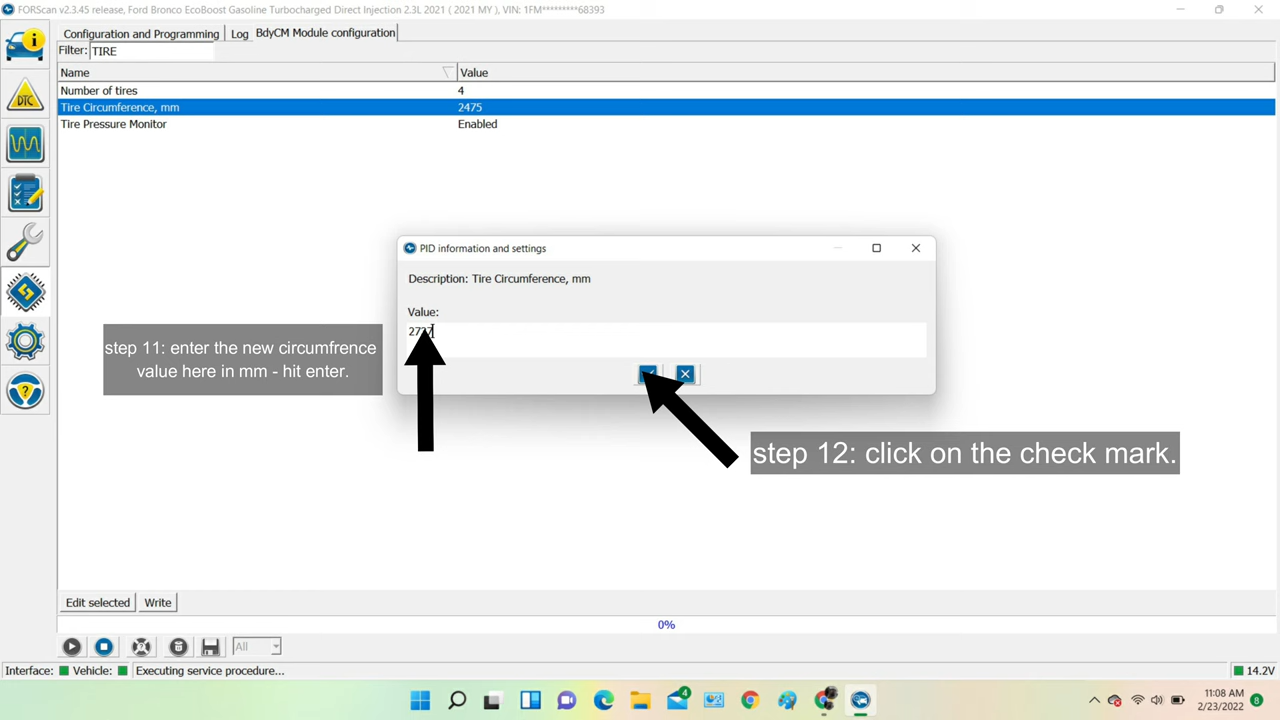 FORScan v2.3.45 release, Ford Bronco EcoBoost Gasoline Turbocharged Direct Injection 2.3L 2021 ( 2021 MY ), VIN: 1FM********68393
Configuration and Programming Log BdyCM Module configuration
Filter: TIRE
Name Value
Number of tires 4
Tire Circumference, mm 2475
Tire Pressure Monitor Enabled
DTC
PID information and settings
Description: Tire Circumference, mm
Value:
step 11: enter the new circumfrence
value here in mm - hit enter.
step 12: click on the check mark.
Edit selected Write
0%
All
Interface: Vehicle: Executing service procedure... 14.2V
4
11:08 AM
2/23/2022
8